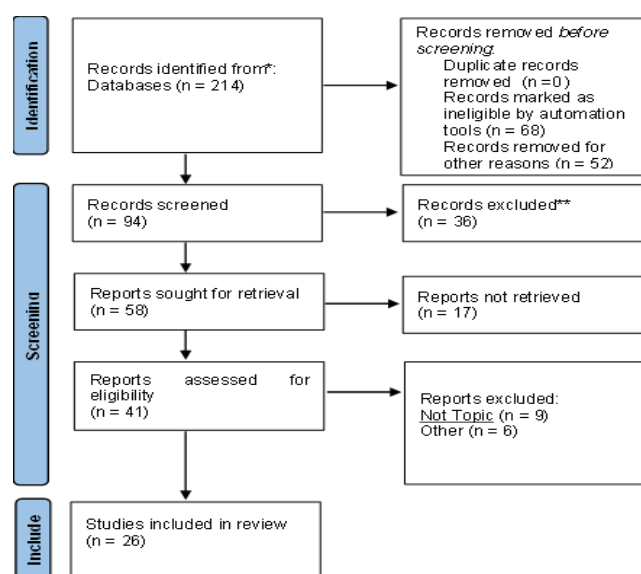 Identification
Records identified from*:
Databases (n = 214)
Records removed before
screening:
Duplicate records
removed (n =0 )
Records marked as
ineligible by automation
tools (n = 68)
Records removed for
other reasons (n = 52)
Screening
Records screened
(n = 94)
Records excluded**
(n = 36)
Reports sought for retrieval
(n = 58)
Reports not retrieved
(n = 17)
Reports assessed for
eligibility
(n = 41)
Reports excluded:
Not Topic (n = 9)
Other (n = 6)
Include
Studies included in review
(n = 26)